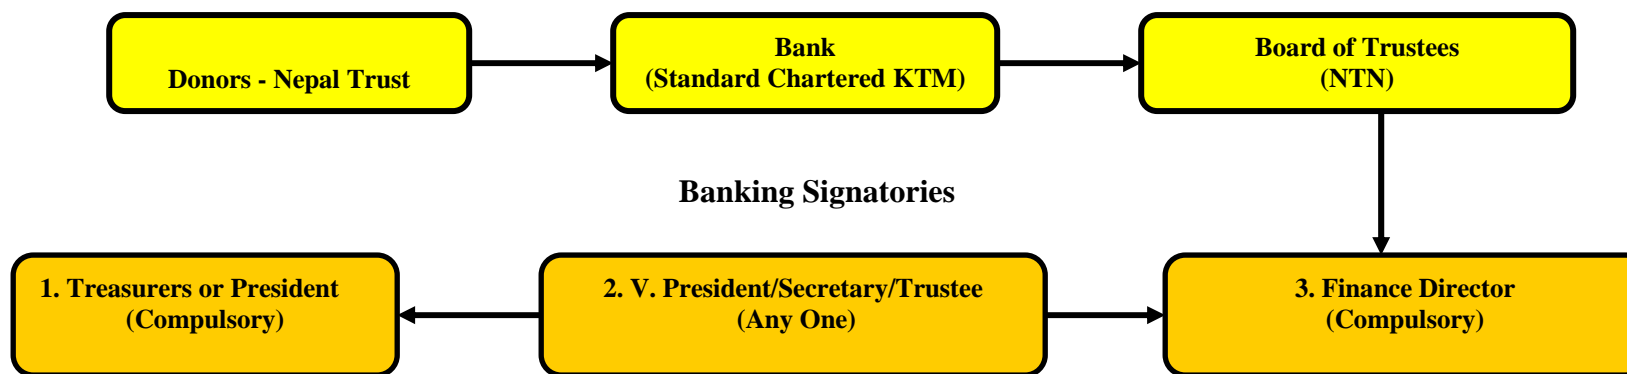 Donors - Nepal Trust
Bank
(Standard Chartered KTM)
Board of Trustees
(NTN)
Banking Signatories
1. Treasurers or President
(Compulsory)
2. V. President/Secretary/Trustee
(Any One)
3. Finance Director
(Compulsory)